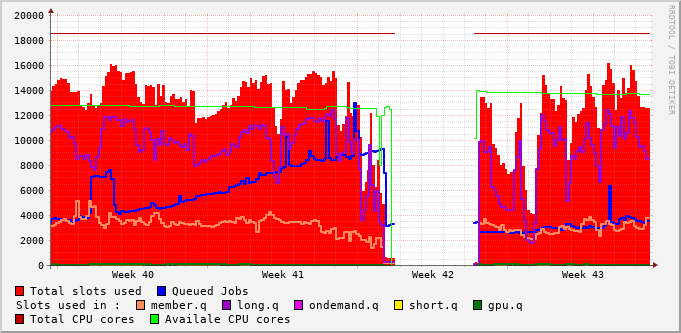 20000
18000
16000
14000
12000
10000
8000
6000
4000
2000
0
Week 40 Week 41 Week 42 Week 43
RRDTOOL / TOBI OETIKER
Total slots used Queued Jobs
Slots used in : member.q long.q ondemand.q short.q gpu.q
Total CPU cores Availale CPU cores